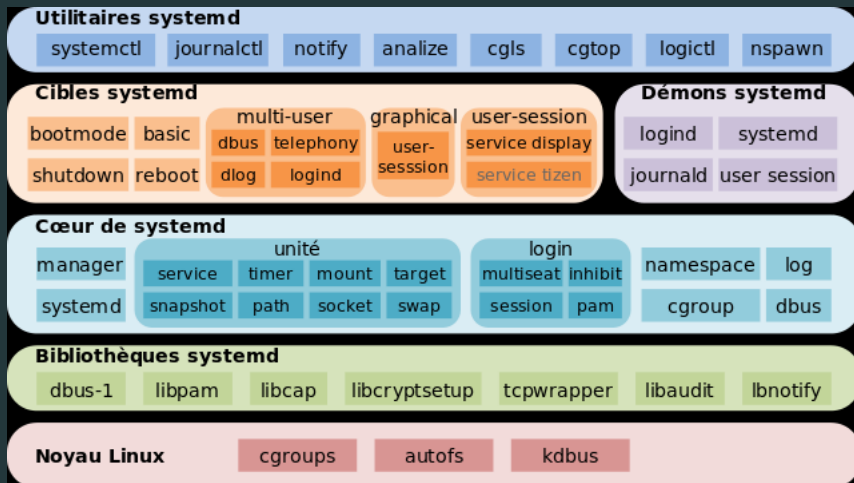 Utilitaires systemd
systemctl journalctl notify analize cgls cgtop logictl nspawn
Cibles systemd
bootmode basic
shutdown reboot
multi-user
dbus telephony
dlog logind
graphical
user-
sesssion
user-session
service display
service tizen
Démons systemd
logind systemd
journald user session
Cœur de systemd
manager
systemd
unité
service timer mount target
snapshot path socket swap
login
multiseat inhibit
session pam
namespace log
cgroup dbus
Bibliothèques systemd
dbus-1 libpam libcap libcryptsetup tcpwrapper libaudit lbnotify
Noyau Linux cgroups autofs kdbus